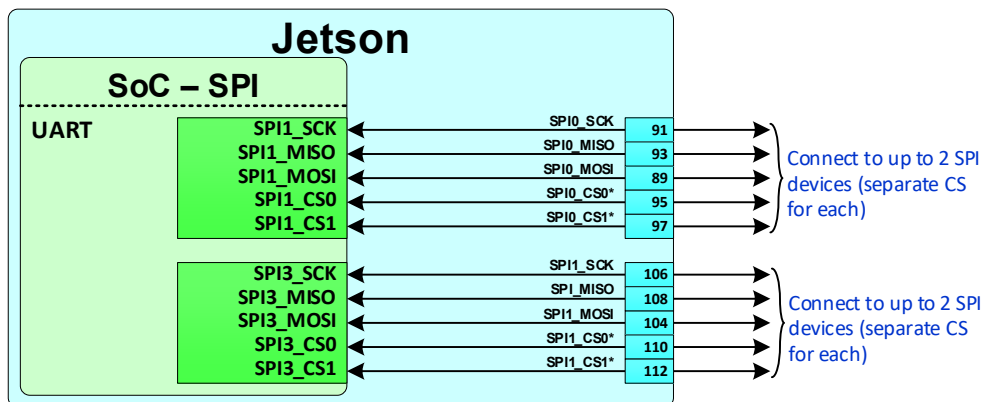 Jetson
SoC – SPI
UART
SPI1_SCK SPI0_SCK 91
SPI1_MISO SPI0_MISO 93
SPI1_MOSI SPI0_MOSI 89
SPI1_CS0 SPI0_CS0* 95
SPI1_CS1 SPI0_CS1* 97
Connect to up to 2 SPI
devices (separate CS
for each)
SPI3_SCK SPI1_SCK 106
SPI3_MISO SPI_MISO 108
SPI3_MOSI SPI1_MOSI 104
SPI3_CS0 SPI1_CS0* 110
SPI3_CS1 SPI1_CS1* 112
Connect to up to 2 SPI
devices (separate CS
for each)